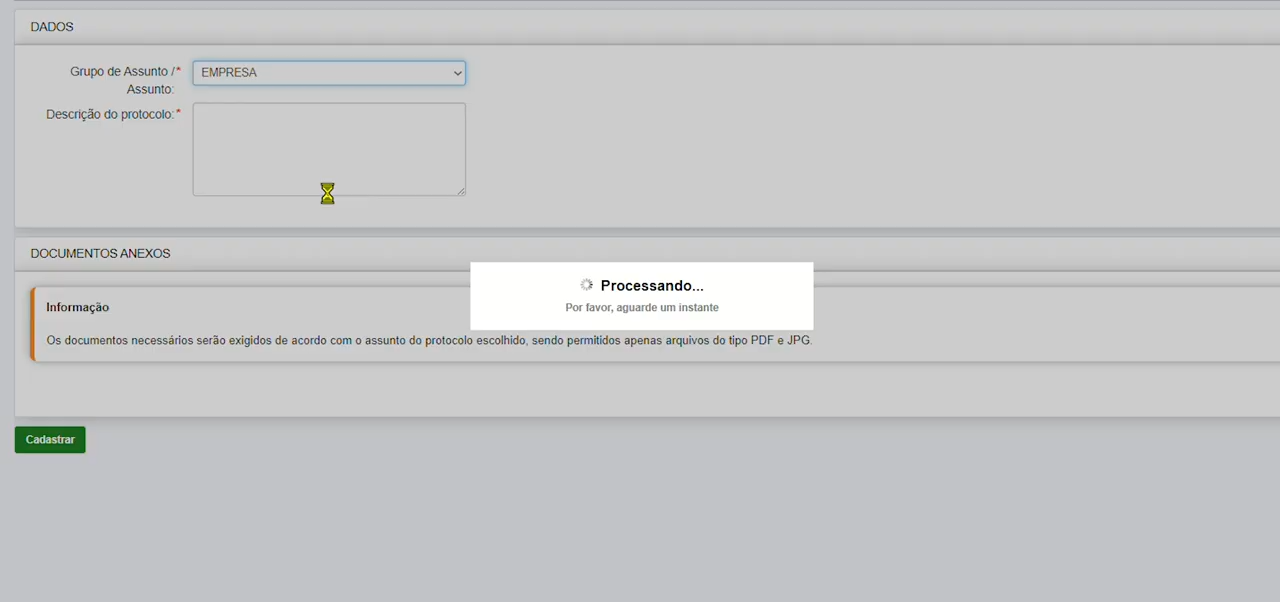 DADOS
Grupo de Assunto /*
Assunto:
EMPRESA
Descrição do protocolo:*
DOCUMENTOS ANEXOS
Processando...
Por favor, aguarde um instante
Informação
Os documentos necessários serão exigidos de acordo com o assunto do protocolo escolhido, sendo permitidos apenas arquivos do tipo PDF e JPG.
Cadastrar